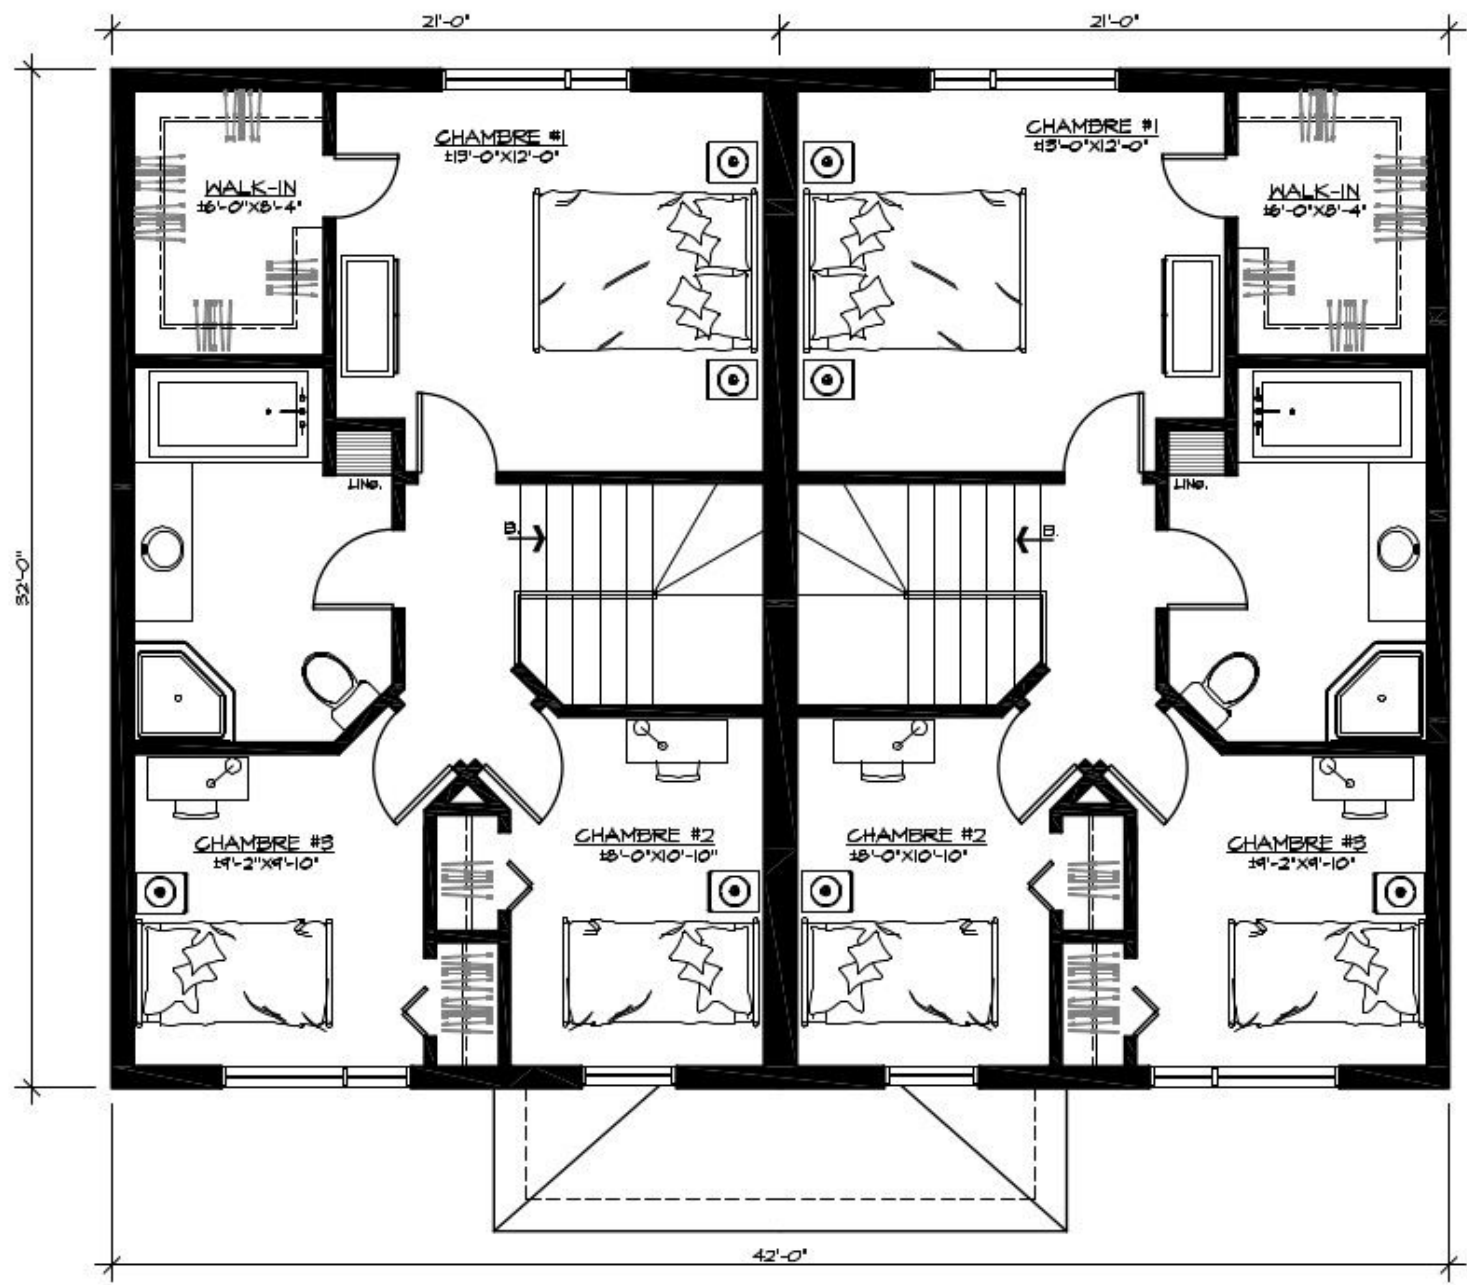 21'-0"
21'-0"
CHAMBRE #1
±13'-0"X12'-0"
CHAMBRE #1
±13'-0"X12'-0"
WALK-IN
±6'-0"X8'-4"
WALK-IN
±6'-0"X8'-4"
LING.
LING.
B.
B.
32'-0"
CHAMBRE #3
±9'-2"X9'-10"
CHAMBRE #2
±8'-0"X10'-10"
CHAMBRE #2
±8'-0"X10'-10"
CHAMBRE #3
±9'-2"X9'-10"
42'-0"